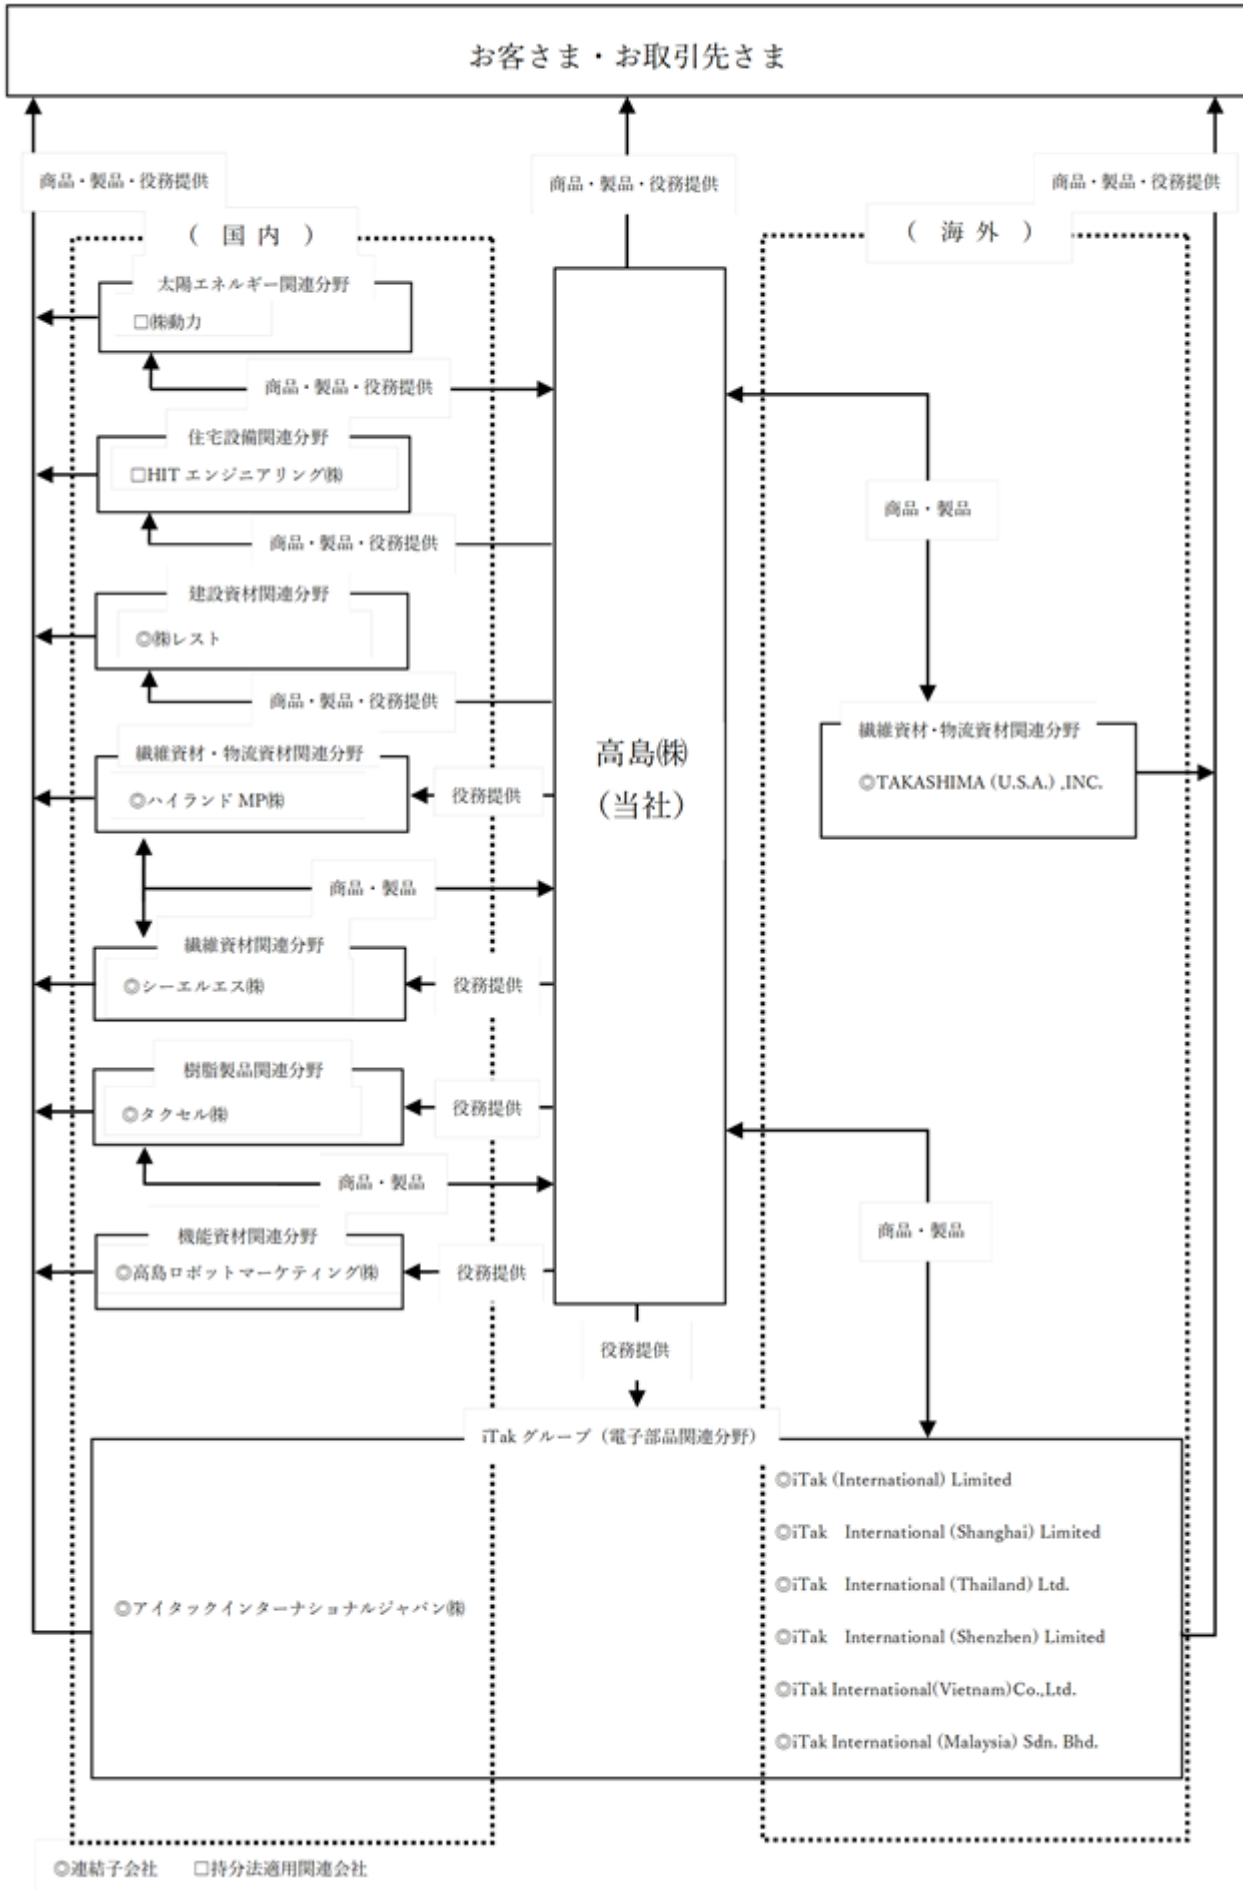 お客さま・お取引先さま
商品・製品・役務提供
商品・製品・役務提供
商品・製品・役務提供
( 国内 )
( 海外 )
太陽エネルギー関連分野
□㈱動力
商品・製品・役務提供
住宅設備関連分野
□HIT エンジニアリング㈱
商品・製品・役務提供
建設資材関連分野
◎㈱レスト
商品・製品・役務提供
繊維資材・物流資材関連分野
◎ハイランド MP㈱
役務提供
商品・製品
繊維資材関連分野
◎シーエルエス㈱
役務提供
樹脂製品関連分野
◎タクセル㈱
役務提供
商品・製品
機能資材関連分野
◎高島ロボットマーケティング㈱
役務提供
高島㈱
(当社)
役務提供
商品・製品
繊維資材・物流資材関連分野
◎TAKASHIMA (U.S.A.) .INC.
商品・製品
iTak グループ (電子部品関連分野)
◎アイタックインターナショナルジャパン㈱
◎iTak (International) Limited
◎iTak　International (Shanghai) Limited
◎iTak　International (Thailand) Ltd.
◎iTak　International (Shenzhen) Limited
◎iTak International(Vietnam)Co.,Ltd.
◎iTak International (Malaysia) Sdn. Bhd.
◎連結子会社　□持分法適用関連会社